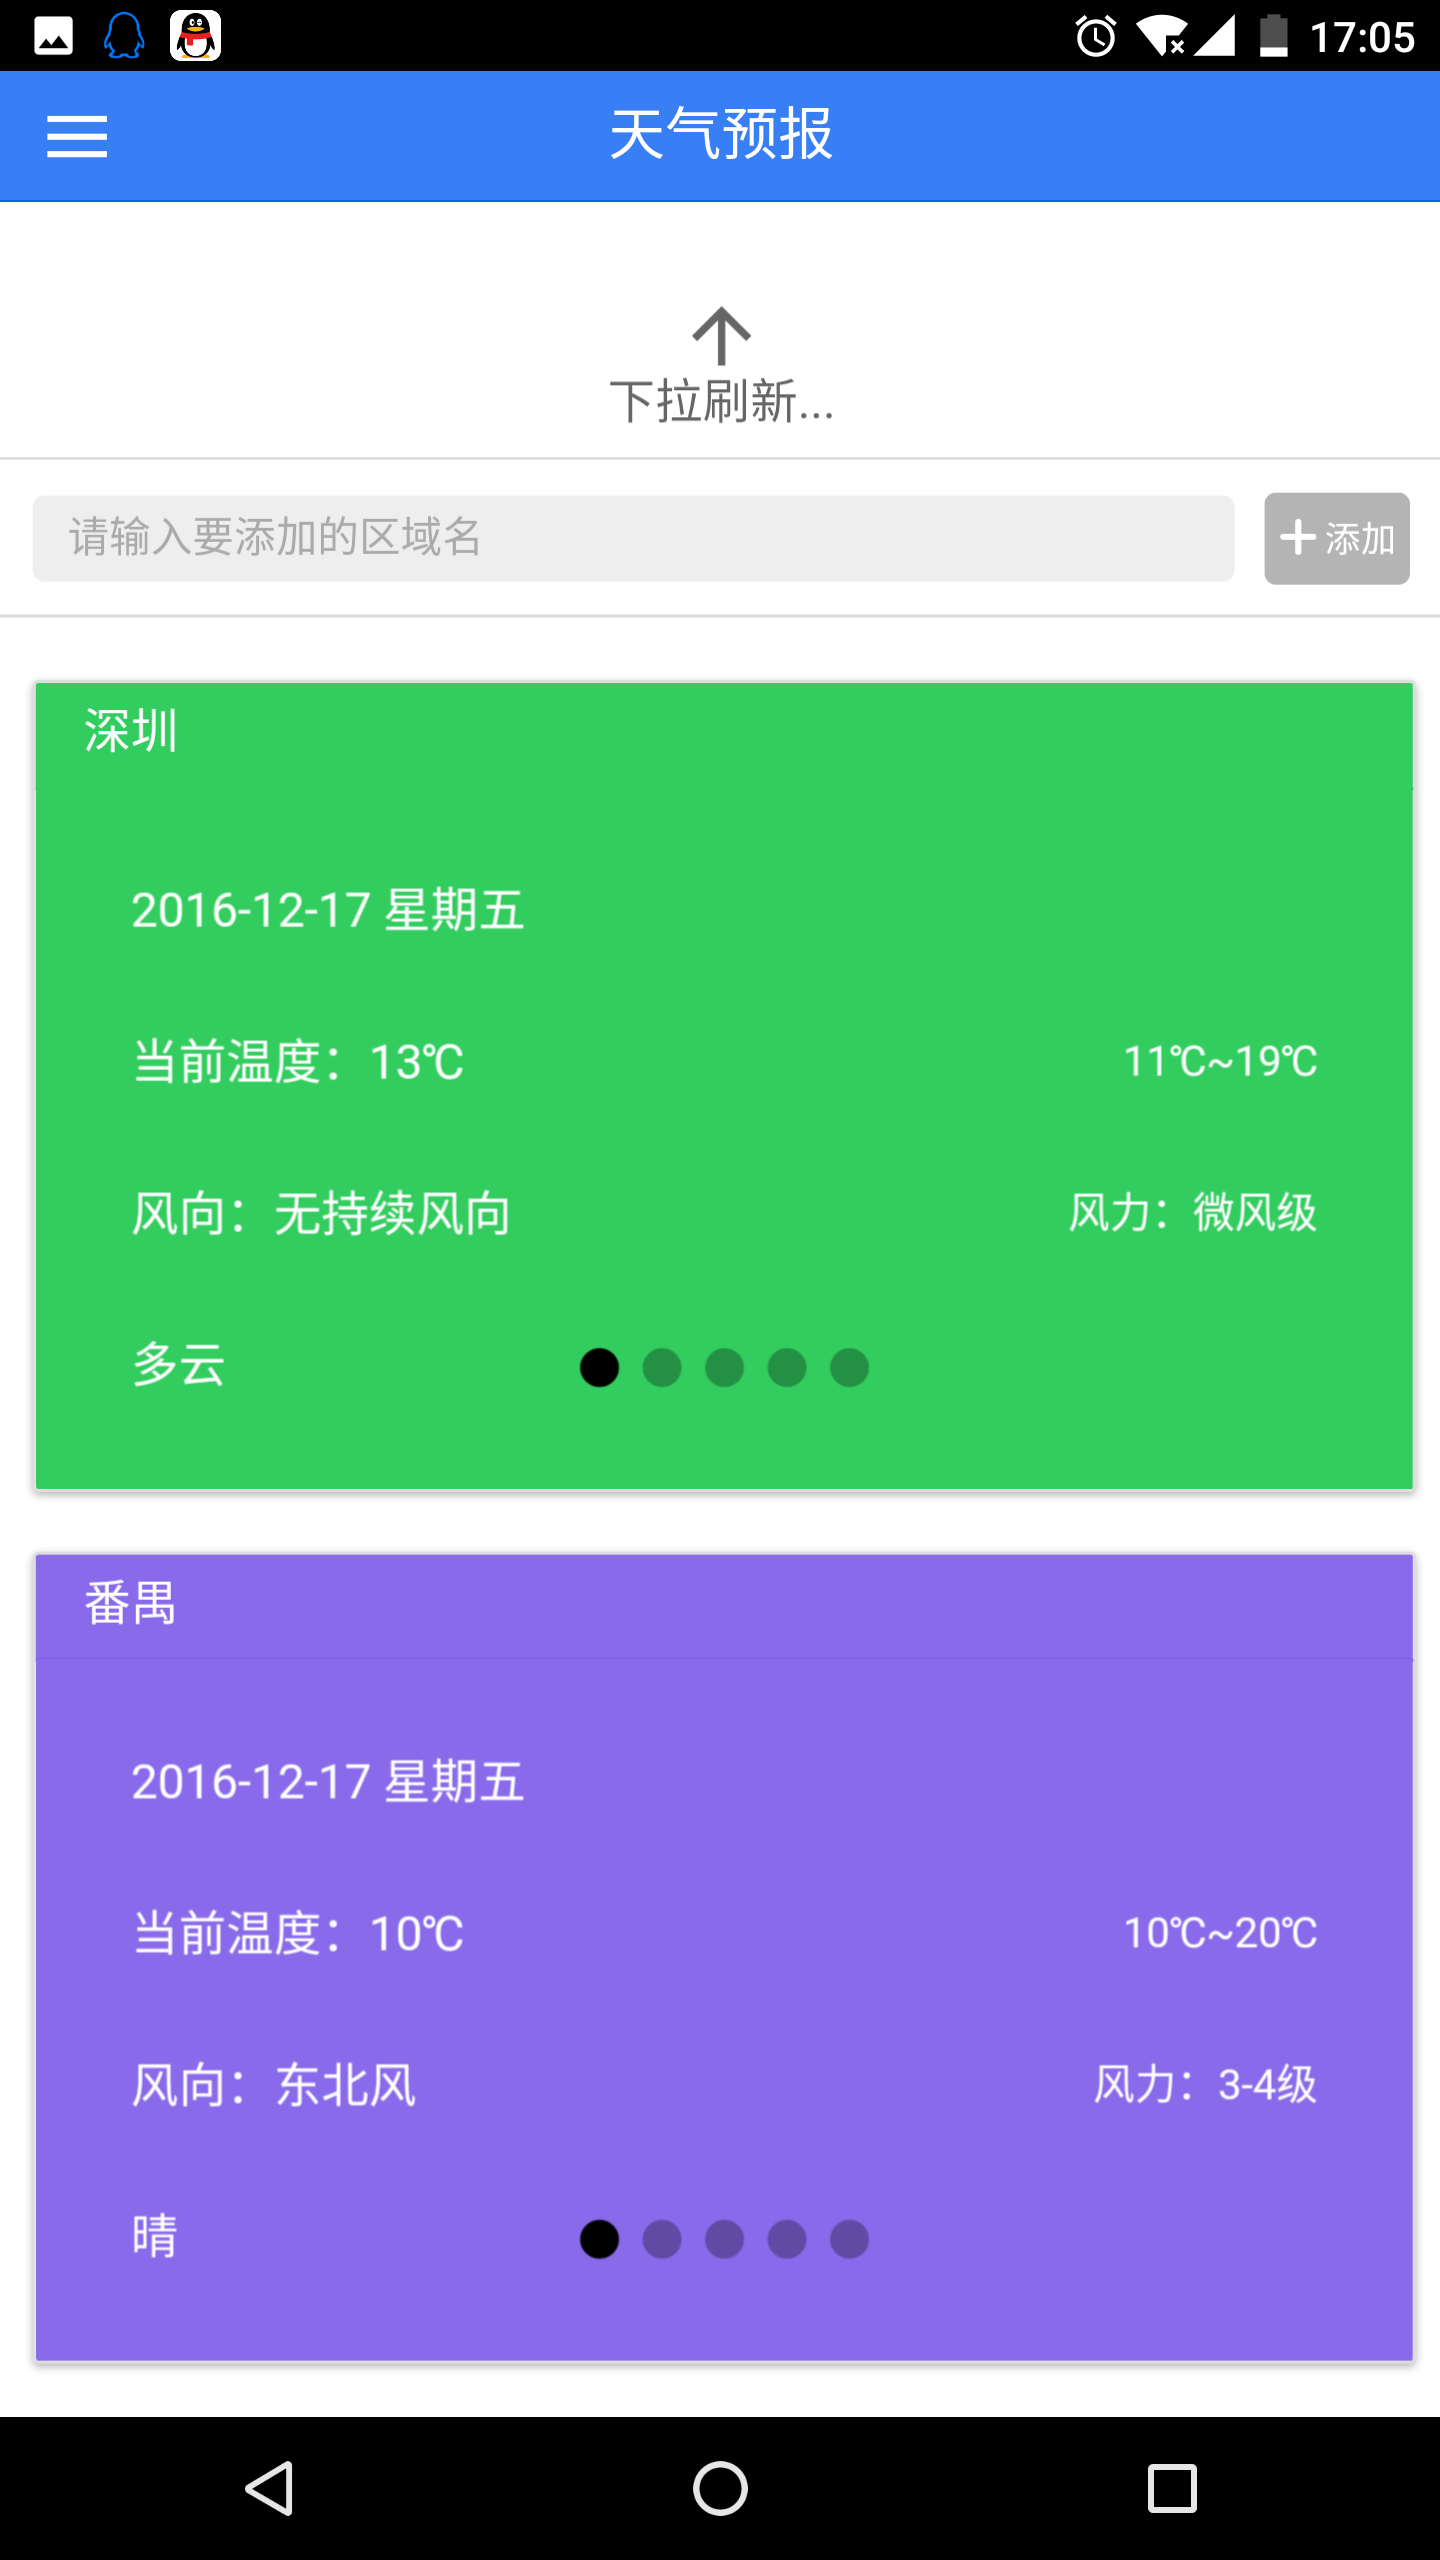 17:05
天气预报
下拉刷新...
请输入要添加的区域名
添加
深圳
2016-12-17 星期五
当前温度：13℃ 11℃~19℃
风向：无持续风向 风力：微风级
多云
番禺
2016-12-17 星期五
当前温度：10℃ 10℃~20℃
风向：东北风 风力：3-4级
晴